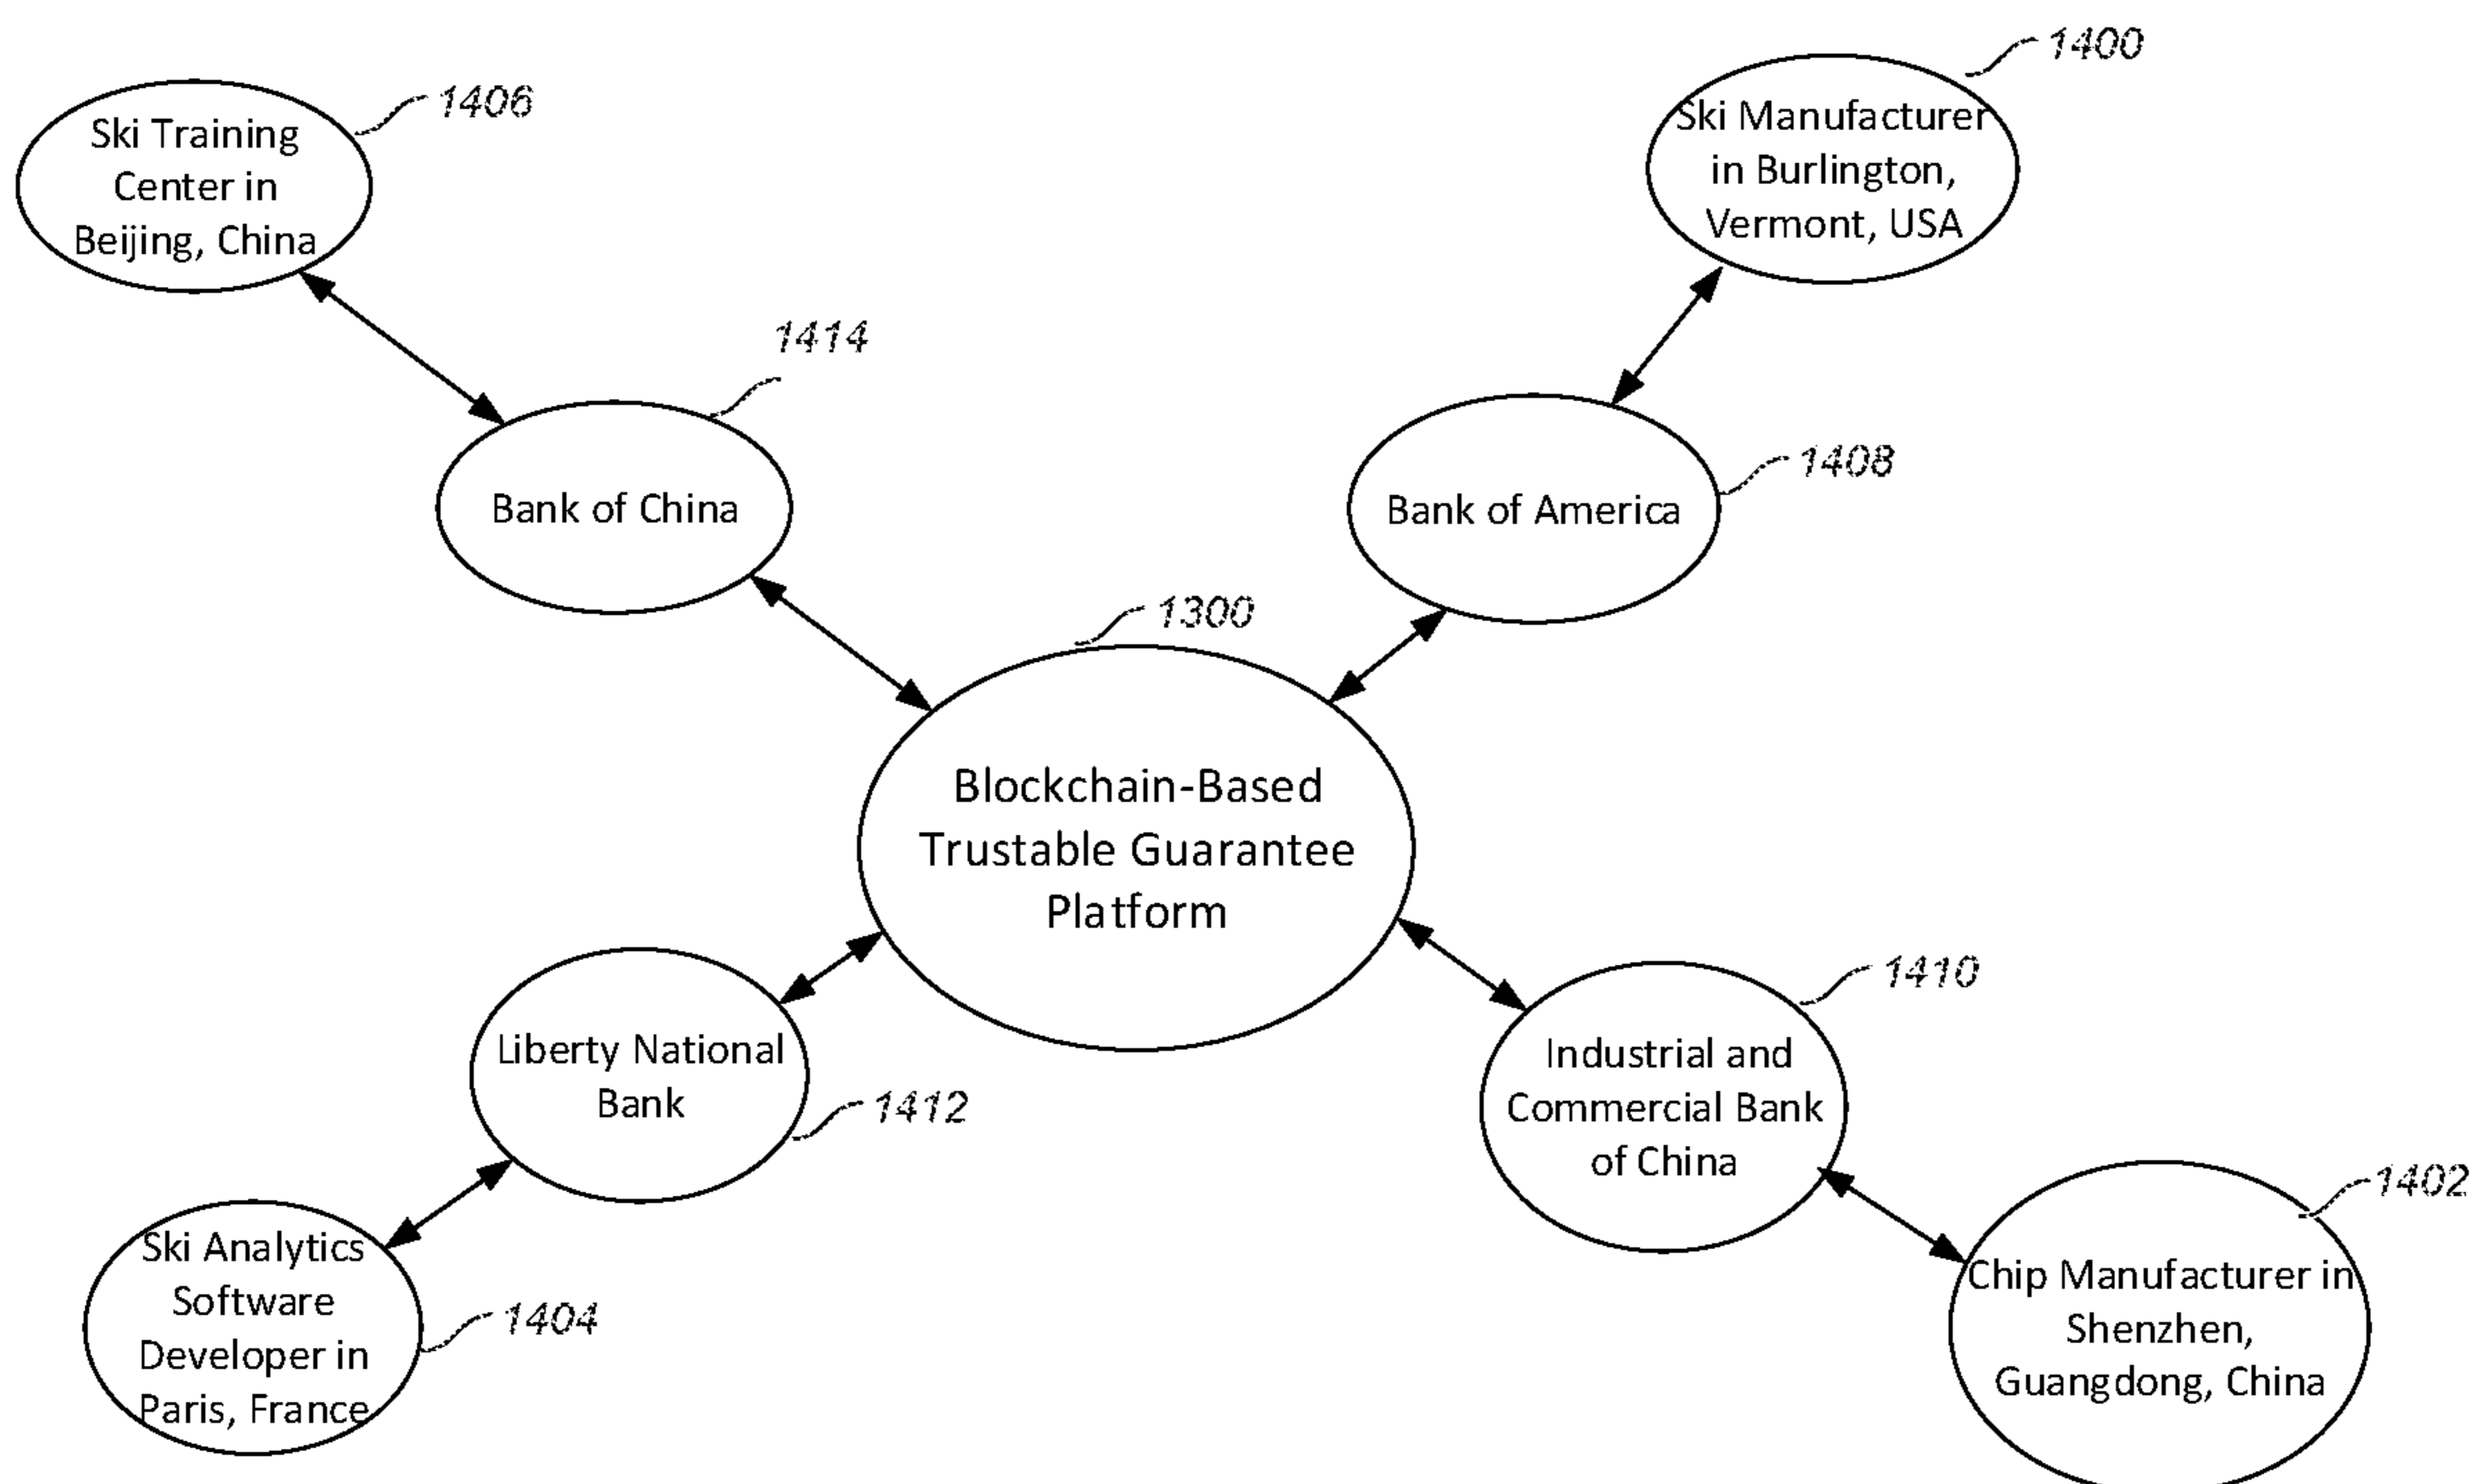 1400
1406
Ski Manufacturer
in Burlington,
Vermont, USA
Ski Training
Center in
Beijing, China
1414
1408
Bank of China
Bank of America
1300
Blockchain-Based
Trustable Guarantee
Platform
1410
Liberty National
Bank
1412
Industrial and
Commercial Bank
of China
1402
Ski Analytics
Software
Developer in
Paris, France
1404
Chip Manufacturer in
Shenzhen,
Guangdong, China